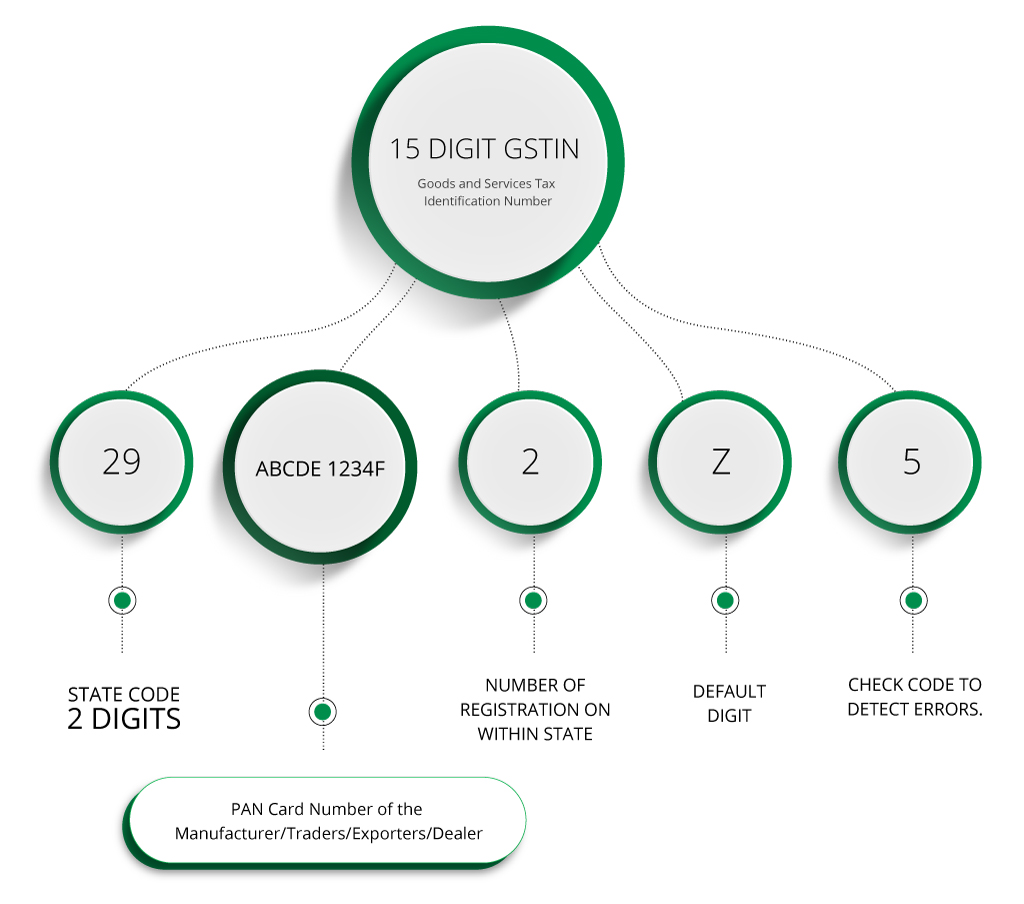 15 DIGIT GSTIN
Goods and Services Tax
Identification Number
29
ABCDE 1234F
2
Z
5
STATE CODE
2 DIGITS
NUMBER OF
REGISTRATION ON
WITHIN STATE
DEFAULT
DIGIT
CHECK CODE TO
DETECT ERRORS.
PAN Card Number of the
Manufacturer/Traders/Exporters/Dealer